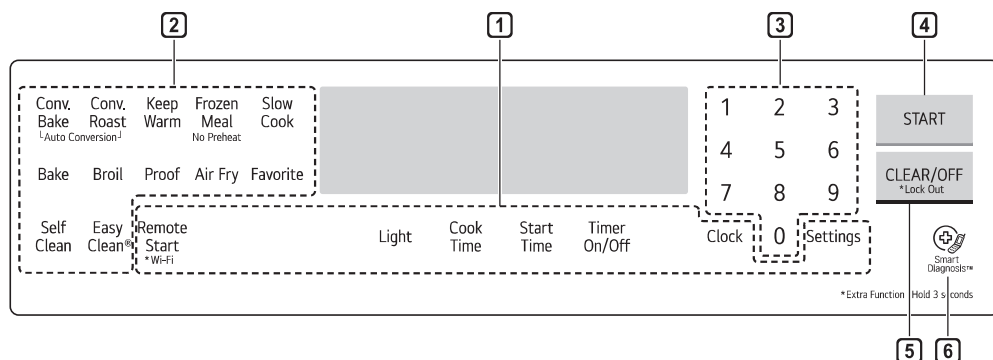 2 1 3 4
Conv. Bake Conv. Roast Keep Warm Frozen Meal Slow Cook
└Auto Conversion┘ No Preheat
1 2 3
START
4 5 6
Bake Broil Proof Air Fry Favorite
CLEAR/OFF
*Lock Out
7 8 9
Self Clean Easy Clean® Remote Start Light Cook Time Start Time Timer On/Off Clock 0 Settings
*Wi-Fi
Smart
Diagnosis™
*Extra Function : Hold 3 seconds
5 6